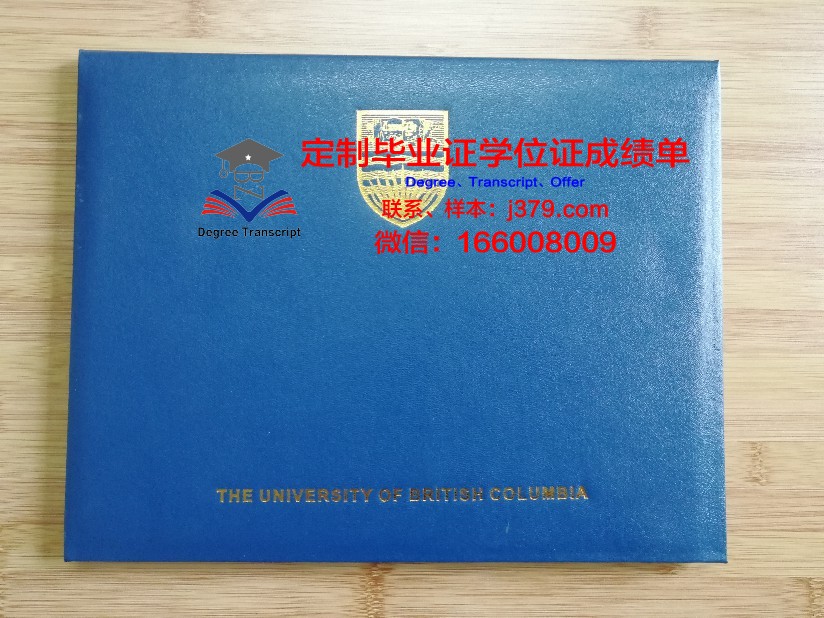 定制毕业证学位证成绩单
Degree、Transcript、Offer
联系、样本：j379.com
微信：166008009
Degree Transcript
THE UNIVERSITY OF BRITISH COLUMBIA